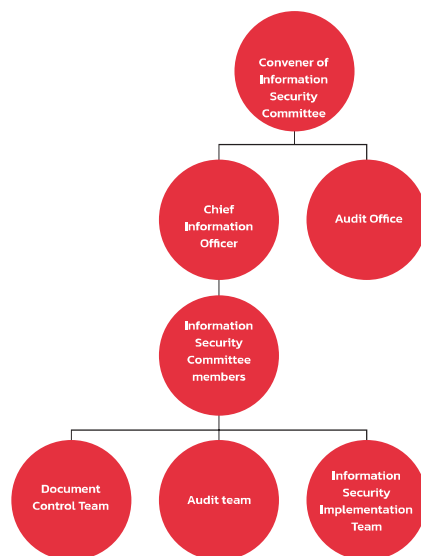 Convener of
Information
Security
Committee
Chief
Information
Officer
Audit Office
Information
Security
Committee
members
Document
Control Team
Audit team
Information
Security
Implementation
Team